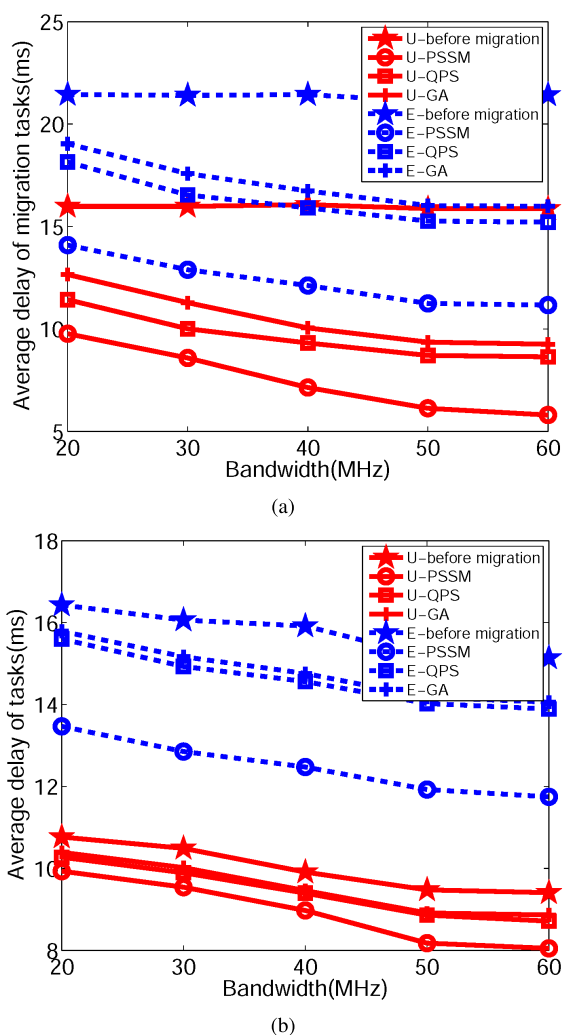 25
20
15
10
5
Average delay of migration tasks(ms)
U-before migration
U-PSSM
U-QPS
U-GA
E-before migration
E-PSSM
E-QPS
E-GA
20 30 40 50 60
Bandwidth(MHz)
(a)
18
16
14
12
10
8
Average delay of tasks(ms)
U-before migration
U-PSSM
U-QPS
U-GA
E-before migration
E-PSSM
E-QPS
E-GA
20 30 40 50 60
Bandwidth(MHz)
(b)